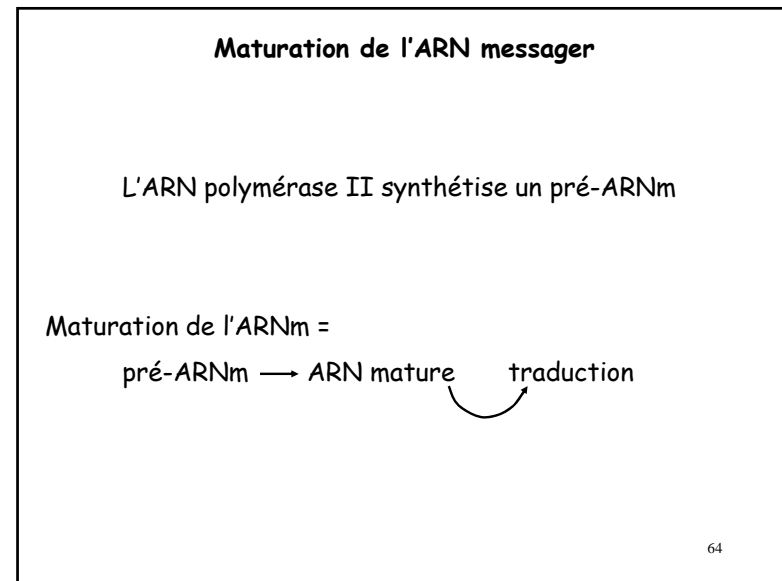 Maturation de l'ARN messager
L'ARN polymérase II synthétise un pré-ARNm
Maturation de l'ARNm =
pré-ARNm → ARN mature traduction
64